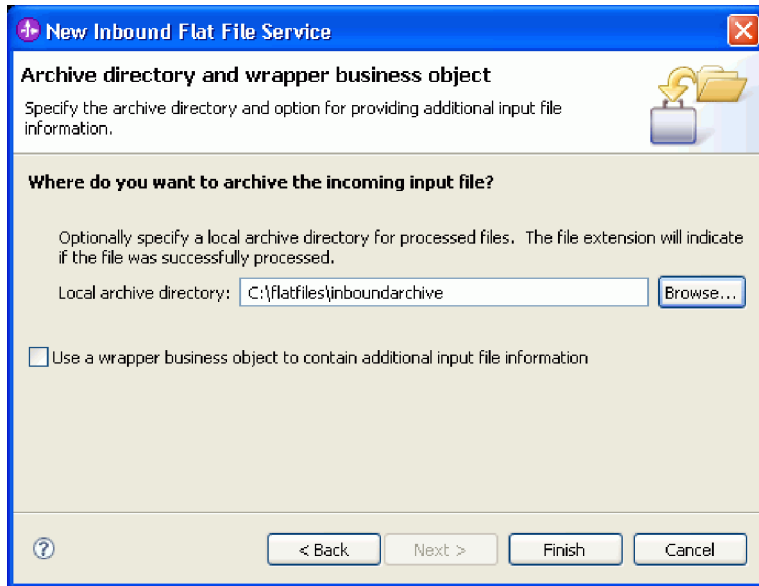 New Inbound Flat File Service
Archive directory and wrapper business object
Specify the archive directory and option for providing additional input file
information.
Where do you want to archive the incoming input file?
Optionally specify a local archive directory for processed files. The file extension will indicate
if the file was successfully processed.
Local archive directory: C:\flatfiles\inboundarchive Browse...
Use a wrapper business object to contain additional input file information
? < Back Next > Finish Cancel